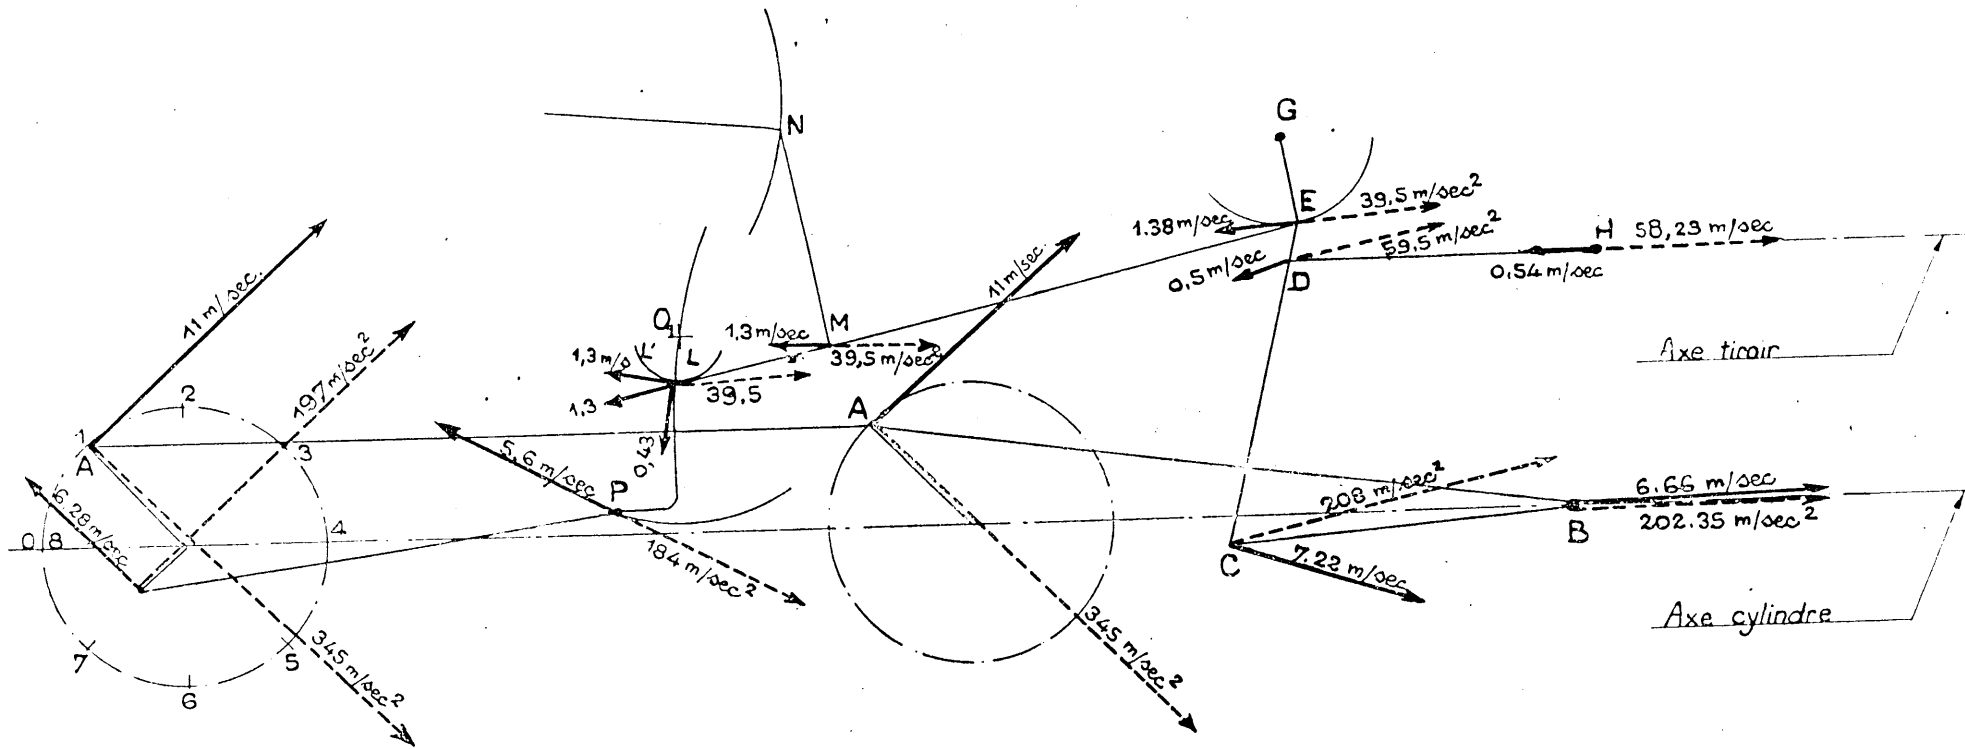 G
N
E
39,5 m/sec²
1.38 m/sec
59,5 m/sec²
H
58,29 m/sec
0,5 m/sec
D
0,54 m/sec
11 m/sec.
11 m/sec.
197 m/sec²
O₁
M
1,3 m/sec
39,5 m/sec²
1,3 m/s
L'
L
39,5
1,3
Axe tiroir
2
1
A
3
A
0,43
5,6 m/sec
P
6.28 m/sec
208 m/sec²
6.66 m/sec
202.35 m/sec²
B
0
8
4
184 m/sec²
C
7.22 m/sec
345 m/sec²
345 m/sec²
Axe cylindre
7
5
6